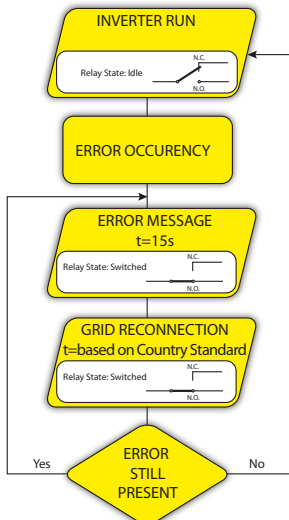 INVERTER RUN
N.C.
Relay State: Idle
N.O.
ERROR OCCURENCY
ERROR MESSAGE
t=15s
N.C.
Relay State: Switched
N.O.
GRID RECONNECTION
t=based on Country Standard
N.C.
Relay State: Switched
N.O.
Yes
ERROR
STILL
PRESENT
No